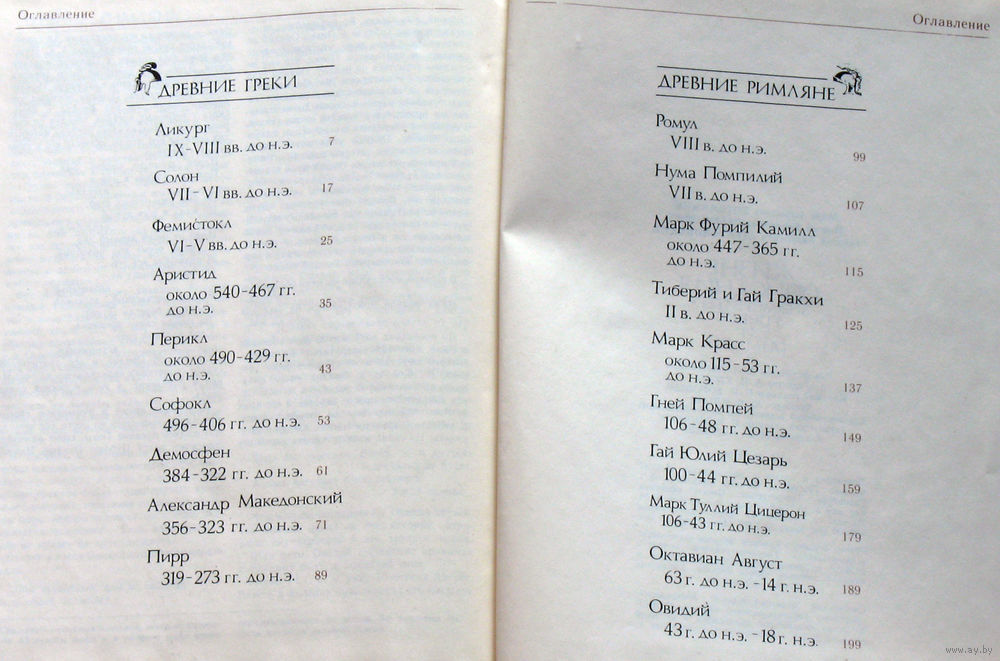 Оглавление
ДРЕВНИЕ ГРЕКИ
Ликург
IX-VIII вв. до н.э. 7
Солон
VII-VI вв. до н.э. 17
Фемистокл
VI-V вв. до н.э. 25
Аристид
около 540-467 гг.
до н.э. 35
Перикл
около 490-429 гг.
до н.э. 43
Софокл
496-406 гг. до н.э. 53
Демосфен
384-322 гг. до н.э. 61
Александр Македонский
356-323 гг. до н.э. 71
Пирр
319-273 гг. до н.э. 89
Оглавление
ДРЕВНИЕ РИМЛЯНЕ
Ромул
VIII в. до н.э. 99
Нума Помпилий
VII в. до н.э. 107
Марк Фурий Камилл
около 447-365 гг.
до н.э. 115
Тиберий и Гай Гракхи
II в. до н.э. 125
Марк Красс
около 115-53 гг.
до н.э. 137
Гней Помпей
106-48 гг. до н.э. 149
Гай Юлий Цезарь
100-44 гг. до н.э. 159
Марк Туллий Цицерон
106-43 гг. до н.э. 179
Октавиан Август
63 г. до н.э. -14 г. н.э. 189
Овидий
43 г. до н.э. -18 г. н.э. 199
www.ay.by